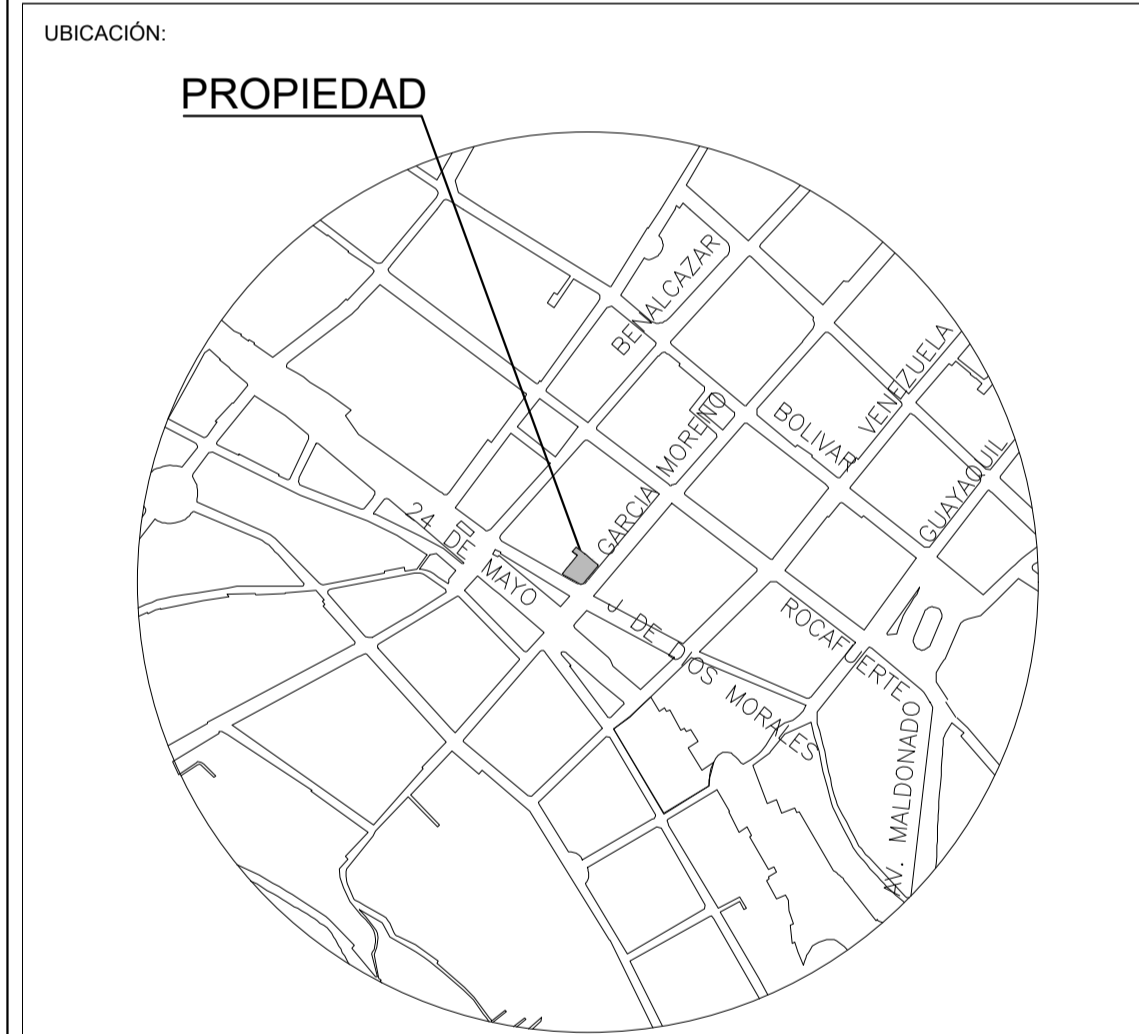 UBICACIÓN:
PROPIEDAD
BENALCAZAR
GARCIA MORENO
BOLIVAR
VENEZUELA
GUAYAQUIL
24 DE MAYO
J DE DIOS MORALES
ROCAFUERTE
AV. MALDONADO